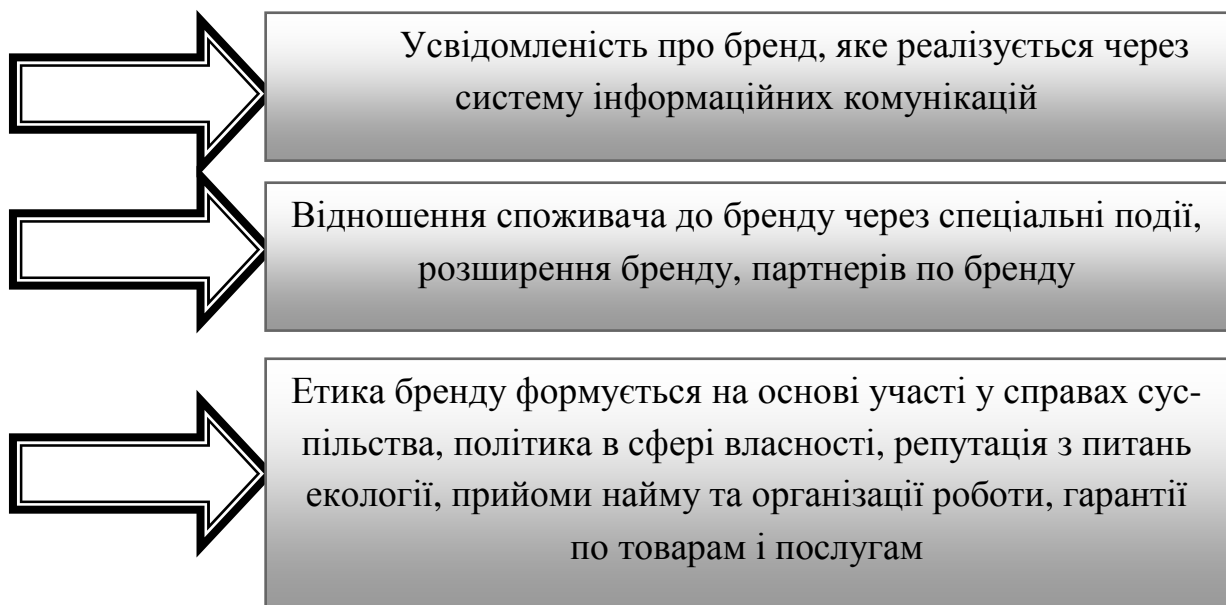 Усвідомленість про бренд, яке реалізується через
систему інформаційних комунікацій
Відношення споживача до бренду через спеціальні події,
розширення бренду, партнерів по бренду
Етика бренду формується на основі участі у справах сус-
пільства, політика в сфері власності, репутація з питань
екології, прийоми найму та організації роботи, гарантії
по товарам і послугам